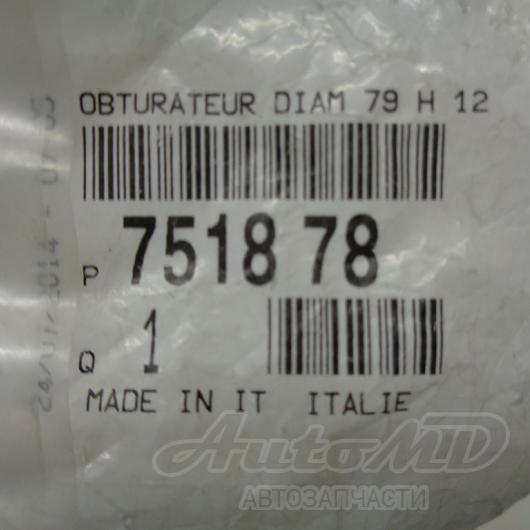 OBTURATEUR DIAM 79 H 12
P 7518 78
Q 1
MADE IN IT ITALIE
AutoMD
АВТОЗАПЧАСТИ